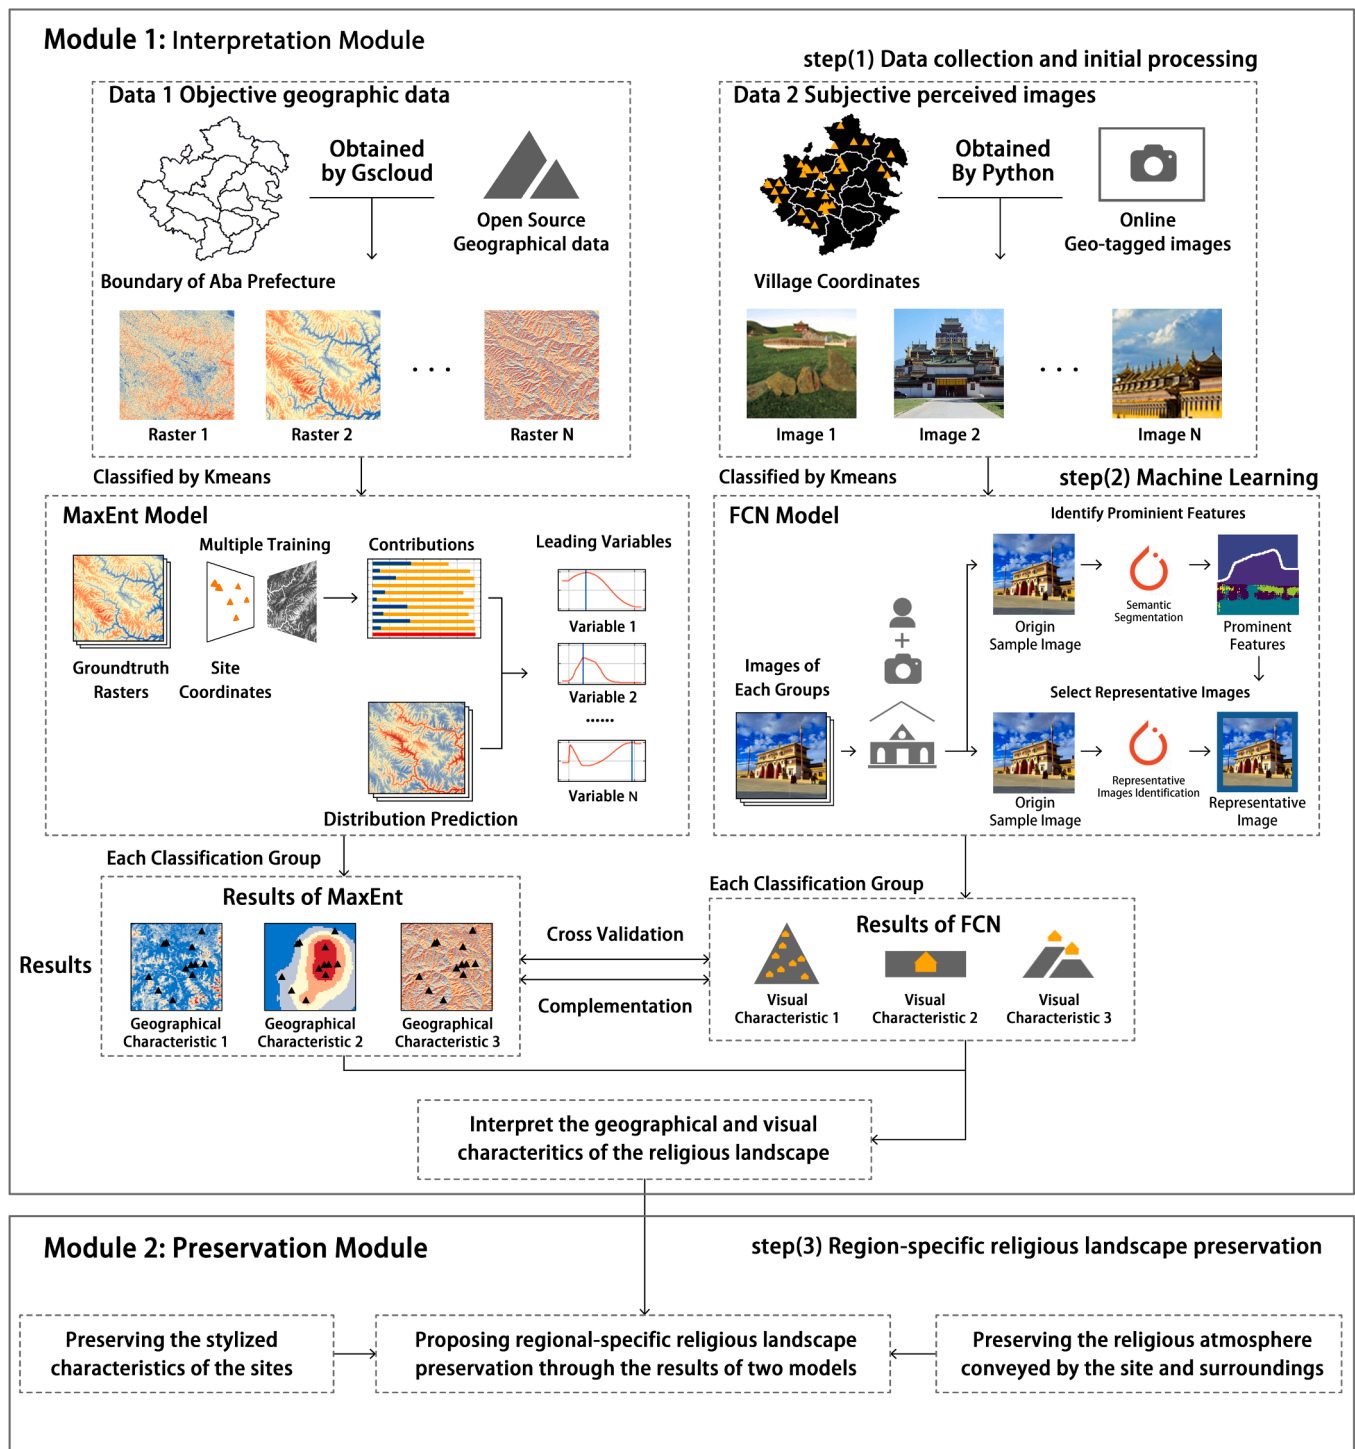 Module 1: Interpretation Module
step(1) Data collection and initial processing
Data 1 Objective geographic data
Obtained
by Gscloud
Open Source
Geographical data
Boundary of Aba Prefecture
Raster 1
Raster 2
. . .
Raster N
Data 2 Subjective perceived images
Obtained
By Python
Online
Geo-tagged images
Village Coordinates
Image 1
Image 2
. . .
Image N
Classified by Kmeans
Classified by Kmeans
step(2) Machine Learning
MaxEnt Model
Multiple Training
Contributions
Leading Variables
Groundtruth
Rasters
Site
Coordinates
Variable 1
Variable 2
......
Variable N
Distribution Prediction
FCN Model
Identify Prominent Features
Origin
Sample Image
Semantic
Segmentation
Prominent
Features
Images of
Each Groups
+
Select Representative Images
Origin
Sample Image
Representative
Images Identification
Representative
Image
Each Classification Group
Each Classification Group
Results
Results of MaxEnt
Geographical
Characteristic 1
Geographical
Characteristic 2
Geographical
Characteristic 3
Cross Validation
Complementation
Results of FCN
Visual
Characteristic 1
Visual
Characteristic 2
Visual
Characteristic 3
Interpret the geographical and visual
charateritics of the religious landscape
Module 2: Preservation Module
step(3) Region-specific religious landscape preservation
Preserving the stylized
characteristics of the sites
Proposing regional-specific religious landscape
preservation through the results of two models
Preserving the religious atmosphere
conveyed by the site and surroundings